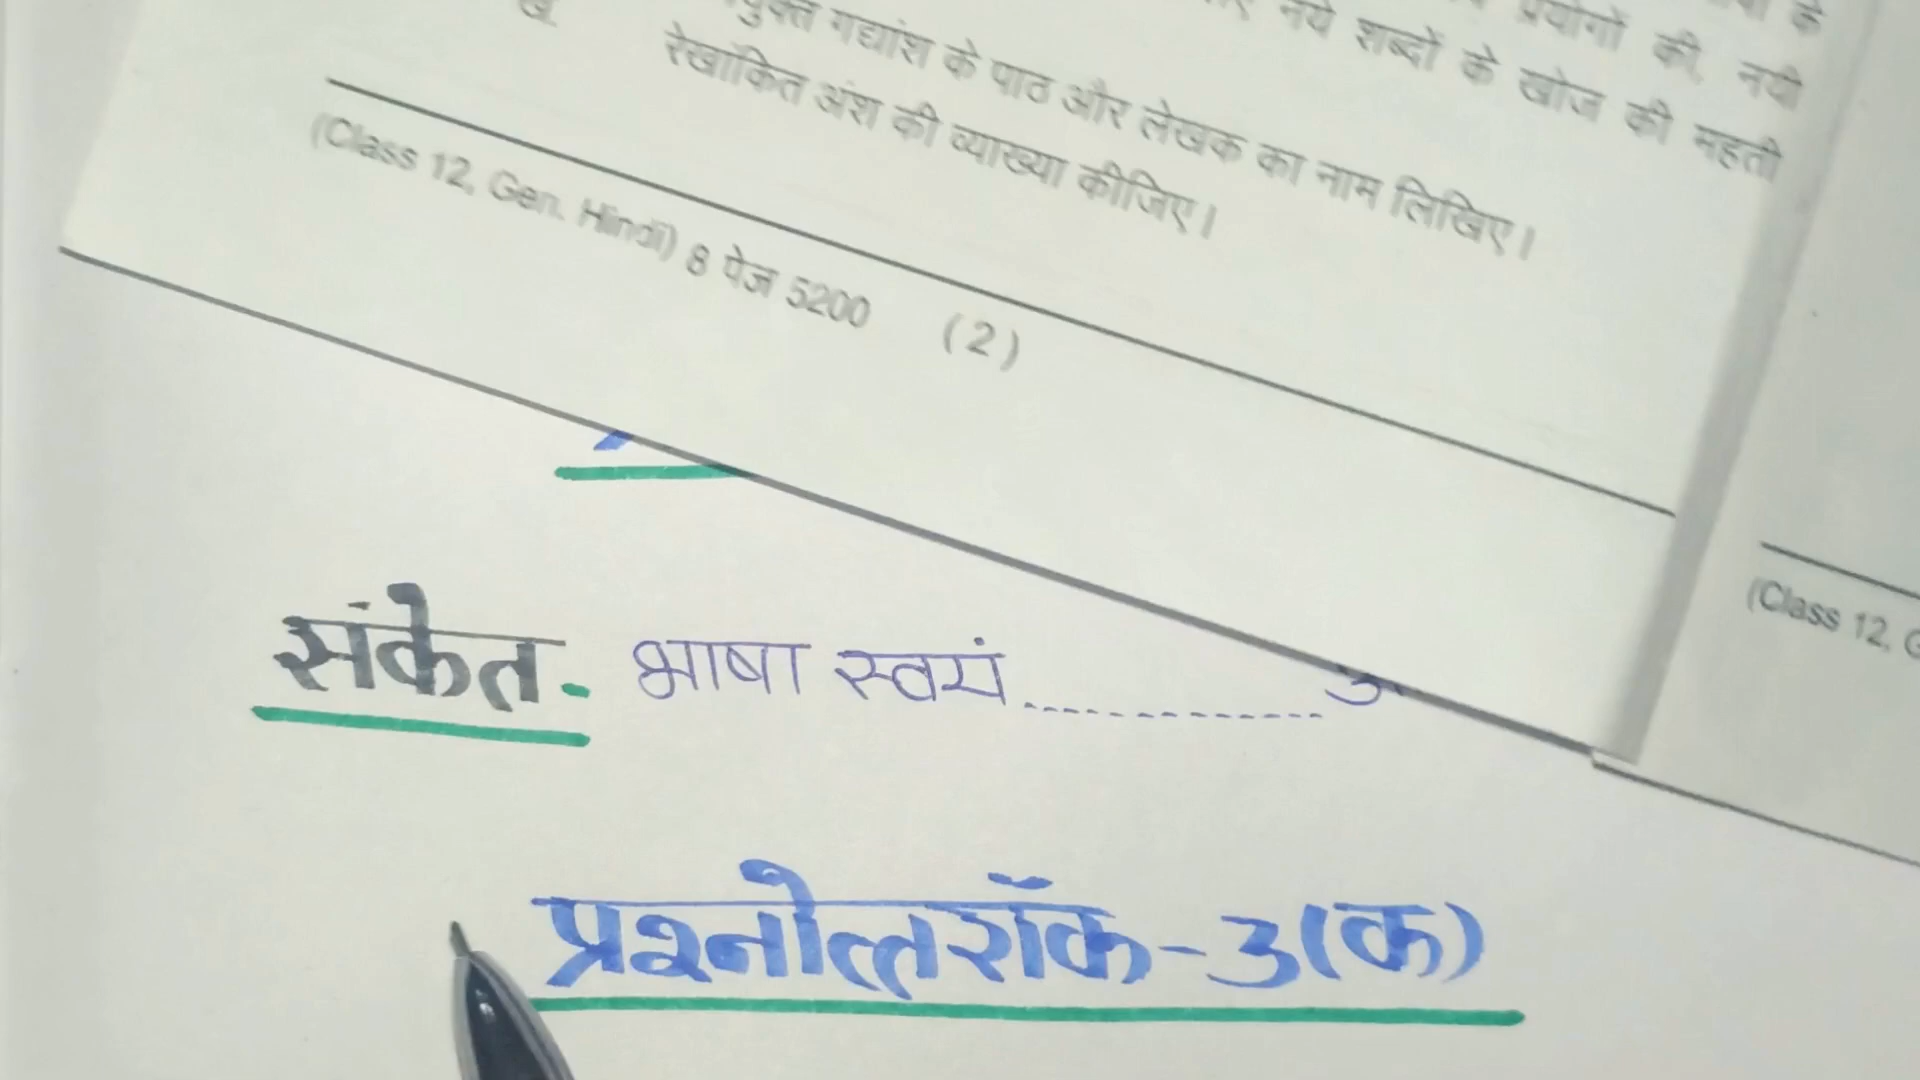 के
प्रयोगों की, नयी
नये शब्दों के खोज की महती
ख.
गद्यांश के पाठ और लेखक का नाम लिखिए।
रेखांकित अंश की व्याख्या कीजिए।
(Class 12, Gen. Hindi) 8 पेज 5200 (2)
(Class 12,
संकेत- भाषा स्वयं.............
प्रश्नोत्तरॉक-3(क)